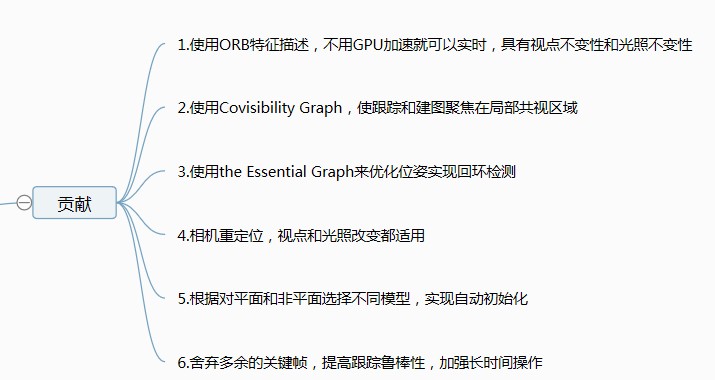 1.使用ORB特征描述，不用GPU加速就可以实时，具有视点不变性和光照不变性
2.使用Covisibility Graph，使跟踪和建图聚焦在局部共视区域
3.使用the Essential Graph来优化位姿实现回环检测
贡献
4.相机重定位，视点和光照改变都适用
5.根据对平面和非平面选择不同模型，实现自动初始化
6.舍弃多余的关键帧，提高跟踪鲁棒性，加强长时间操作